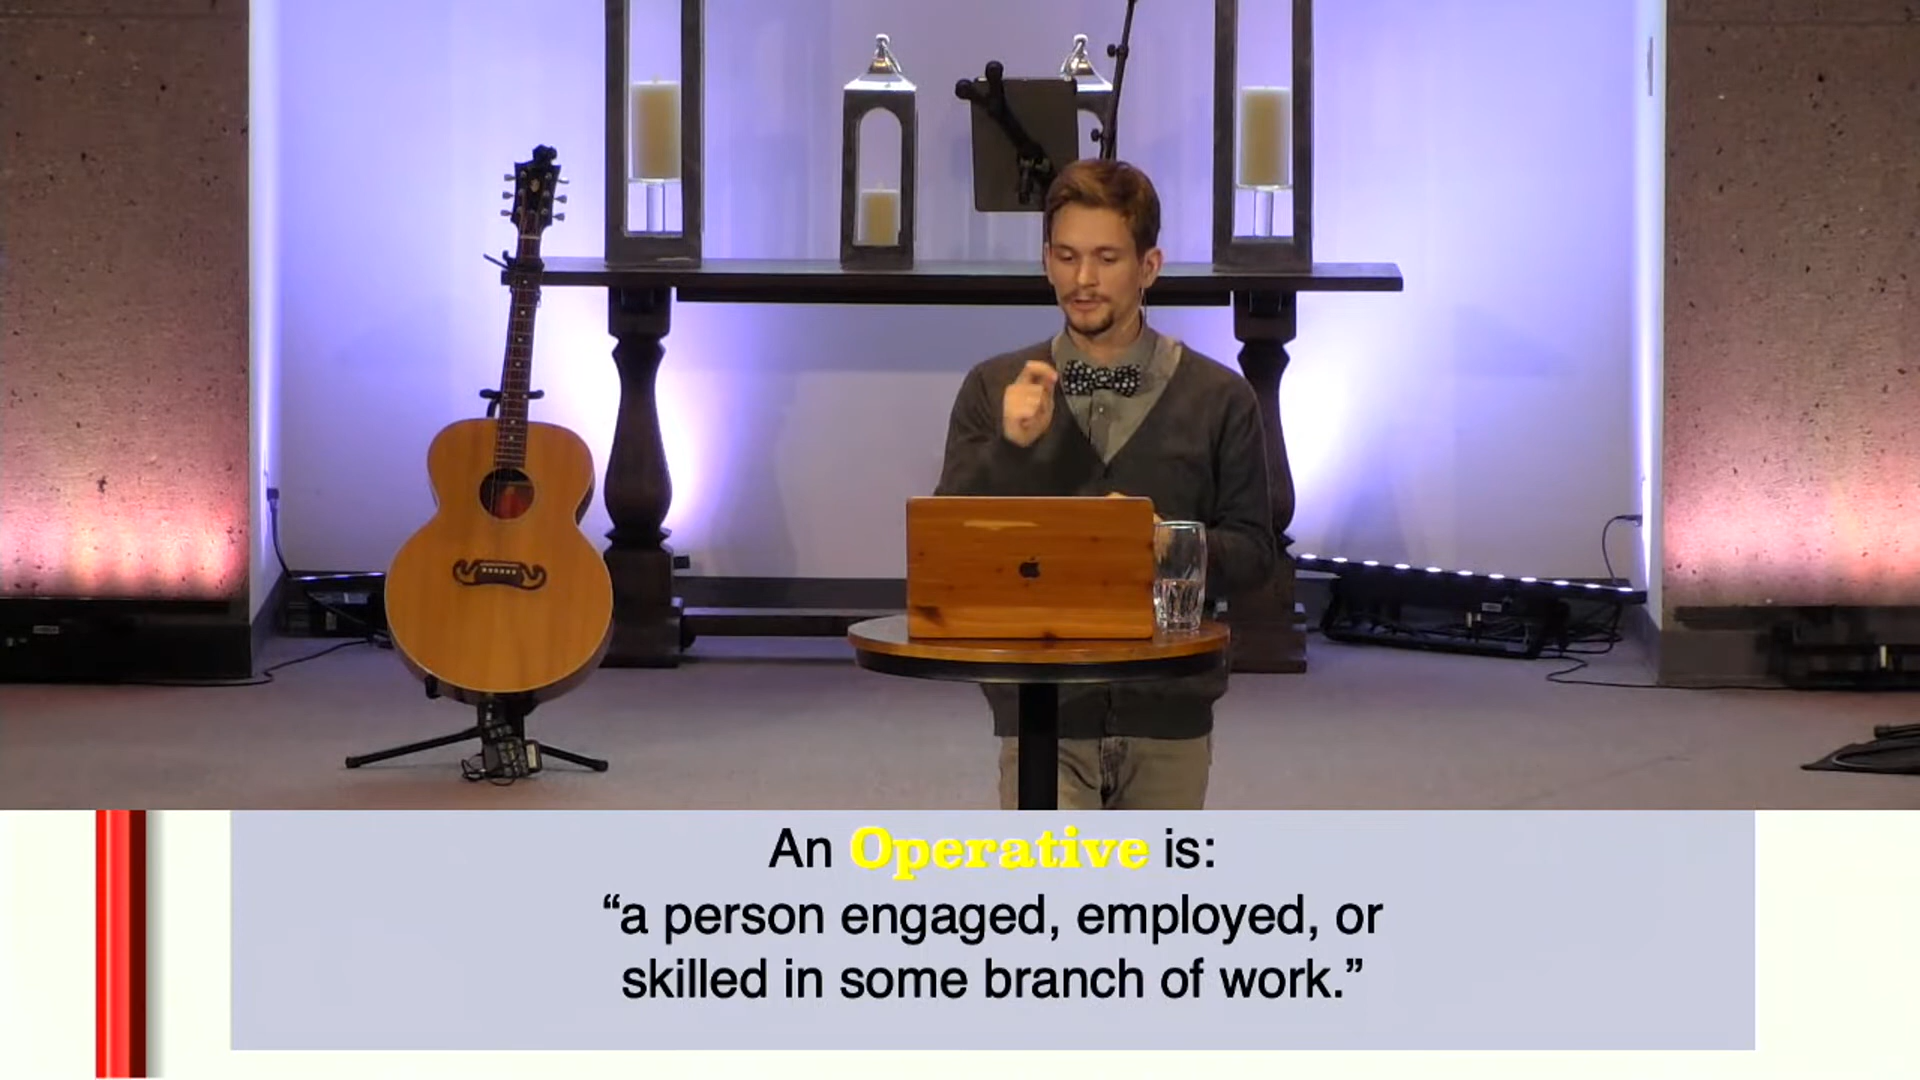 An Operative is:
“a person engaged, employed, or
skilled in some branch of work.”